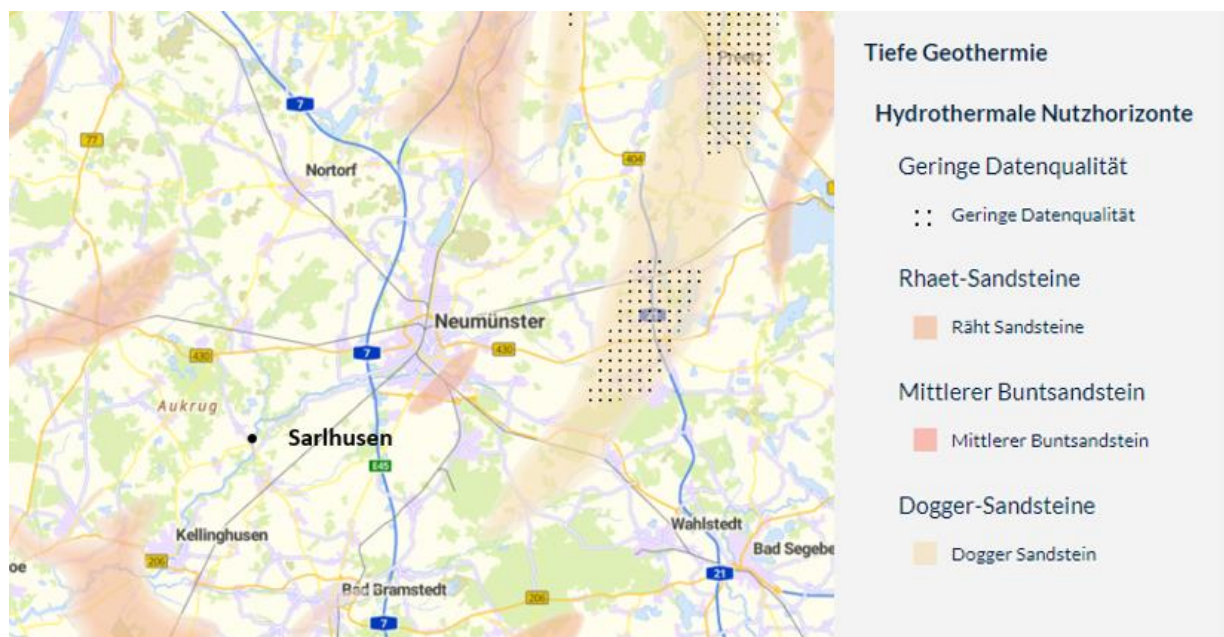 7
77
Nortorf
404
Preetz
Neumünster
430
7
430
Aukrug
Sarlhusen
E45
Kellinghusen
206
oe
Bad Bramstedt
7
206
Wahlstedt
Bad Segebe
21
Tiefe Geothermie
Hydrothermale Nutzhorizonte
Geringe Datenqualität
Geringe Datenqualität
Rhaet-Sandsteine
Räht Sandsteine
Mittlerer Buntsandstein
Mittlerer Buntsandstein
Dogger-Sandsteine
Dogger Sandstein